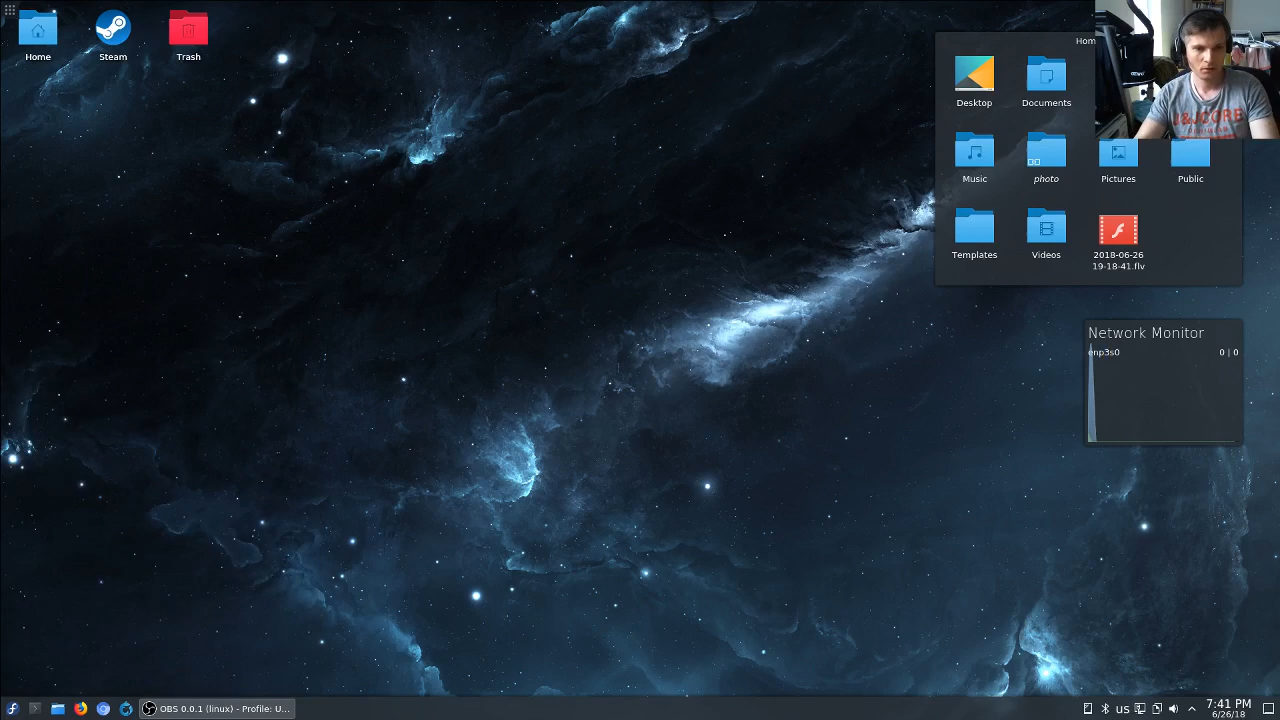 Home
Steam
Trash
Hom
Desktop
Documents
Music
photo
Pictures
Public
Templates
Videos
2018-06-26
19-18-41.flv
Network Monitor
enp3s0 0 | 0
OBS 0.0.1 (linux) - Profile: U...
us
7:41 PM
6/26/18